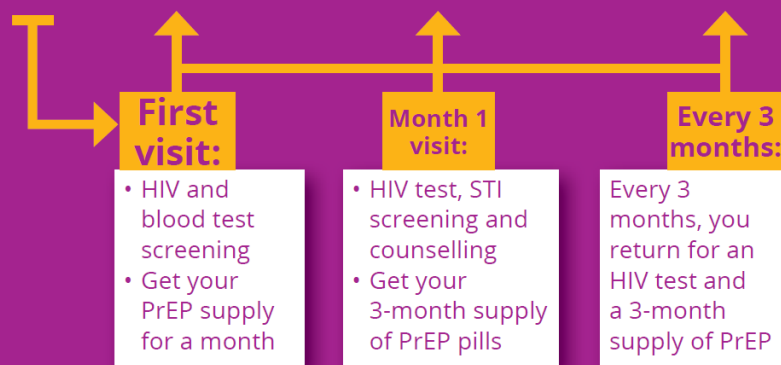 First
visit:
• HIV and
blood test
screening
• Get your
PrEP supply
for a month
Month 1
visit:
• HIV test, STI
screening and
counselling
• Get your
3-month supply
of PrEP pills
Every 3
months:
Every 3
months, you
return for an
HIV test and
a 3-month
supply of PrEP